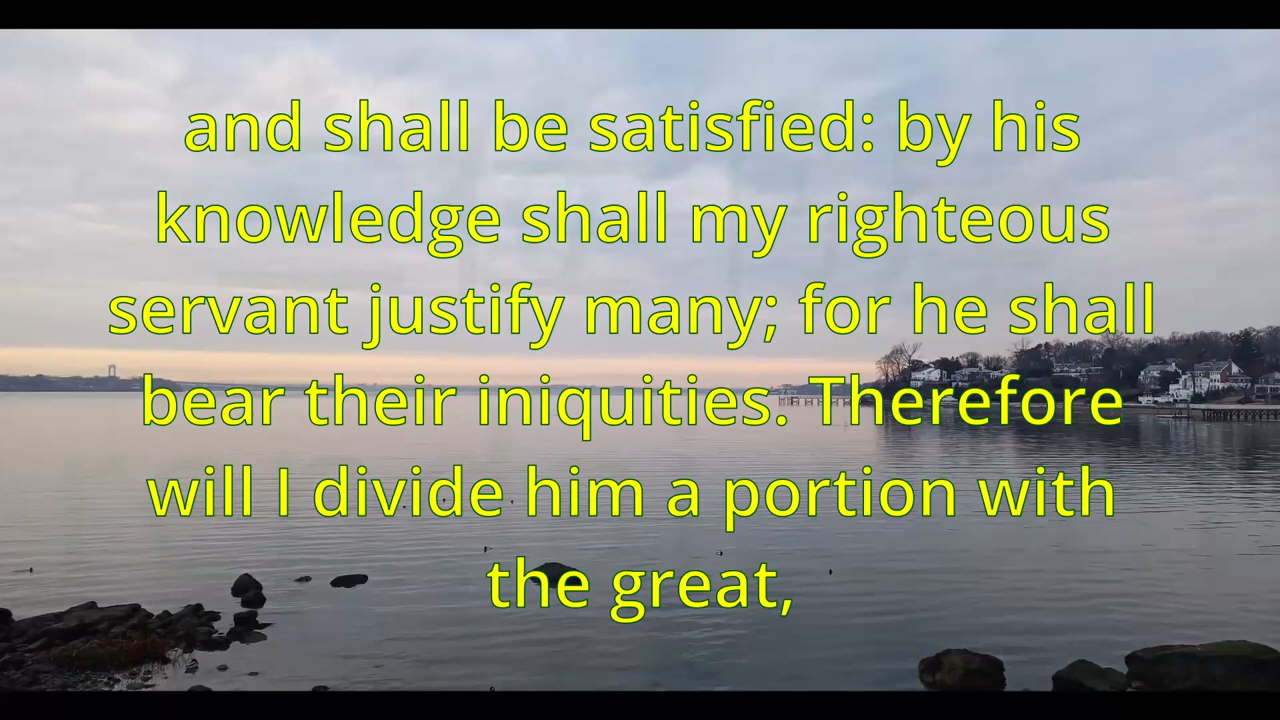 and shall be satisfied: by his
knowledge shall my righteous
servant justify many; for he shall
bear their iniquities. Therefore
will I divide him a portion with
the great,